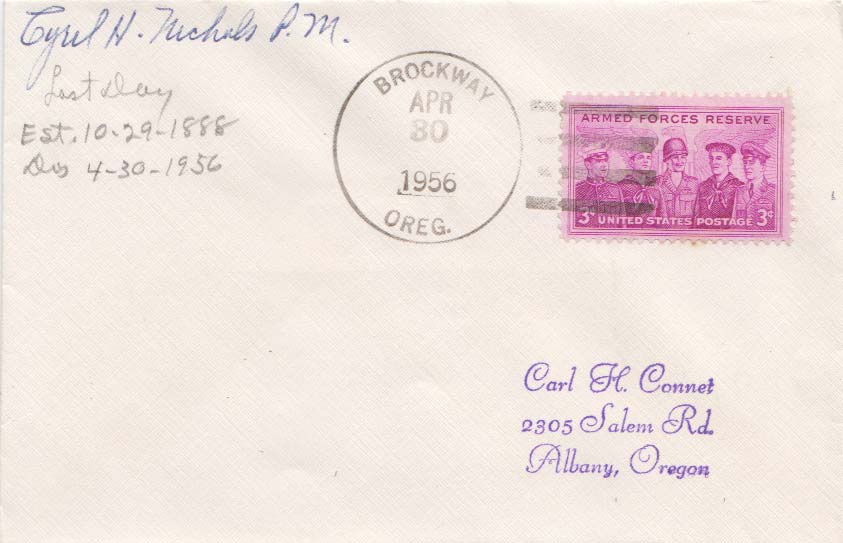 Cyril H. Nichols P.M.
Last Day
Est. 10-29-1888
Dis 4-30-1956
BROCKWAY
APR
30
1956
OREG.
ARMED FORCES RESERVE
3¢ UNITED STATES POSTAGE 3¢
Carl H. Connet
2305 Salem Rd.
Albany, Oregon